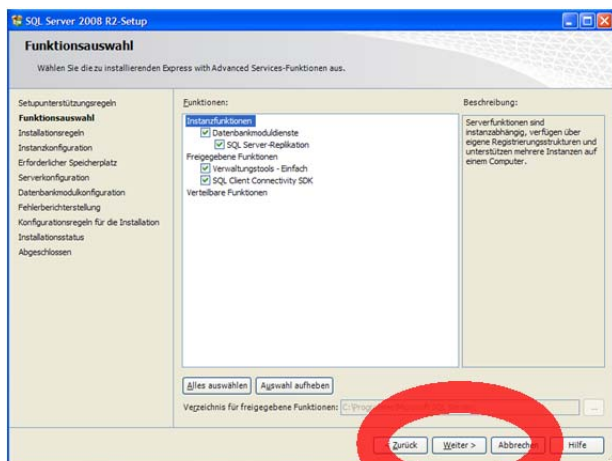 SQL Server 2008 R2-Setup
Funktionsauswahl
Wählen Sie die zu installierenden Express with Advanced Services-Funktionen aus.
Setupunterstützungsregeln
Funktionsauswahl
Installationsregeln
Instanzkonfiguration
Erforderlicher Speicherplatz
Serverkonfiguration
Datenbankmodulkonfiguration
Fehlerberichterstellung
Konfigurationsregeln für die Installation
Installationsstatus
Abgeschlossen
Funktionen:
Instanzfunktionen
Datenbankmoduldienste
SQL Server-Replikation
Freigegebene Funktionen
Verwaltungstools - Einfach
SQL Client Connectivity SDK
Verteilbare Funktionen
Beschreibung:
Serverfunktionen sind
instanzabhängig, verfügen über
eigene Registrierungsstrukturen und
unterstützen mehrere Instanzen auf
einem Computer.
Alles auswählen
Auswahl aufheben
Verzeichnis für freigegebene Funktionen:
...
< Zurück
Weiter >
Abbrechen
Hilfe